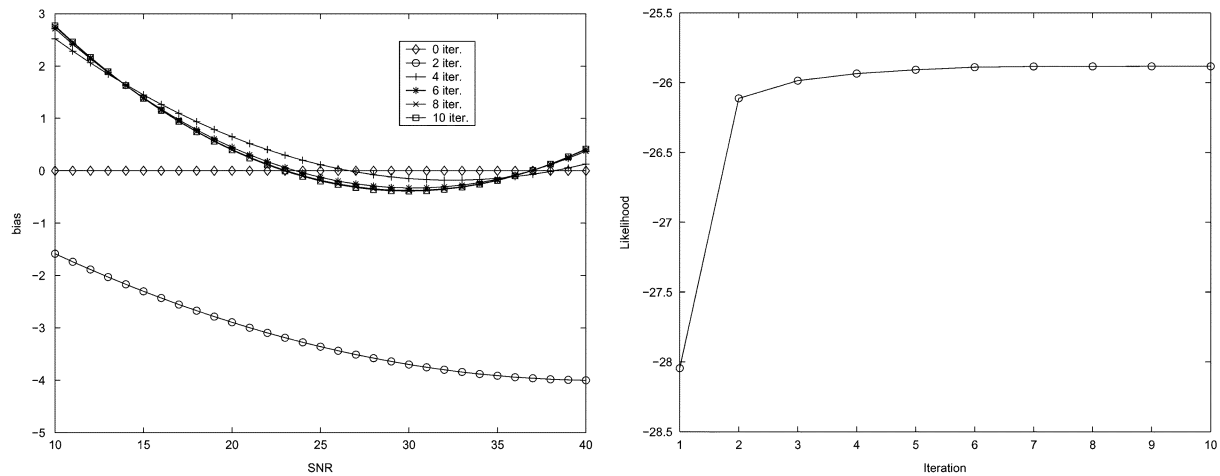 3
2
1
0
−1
−2
−3
−4
−5
bias
10 15 20 25 30 35 40
SNR
0 iter.
2 iter.
4 iter.
6 iter.
8 iter.
10 iter.
−25.5
−26
−26.5
−27
−27.5
−28
−28.5
Likelihood
1 2 3 4 5 6 7 8 9 10
Iteration